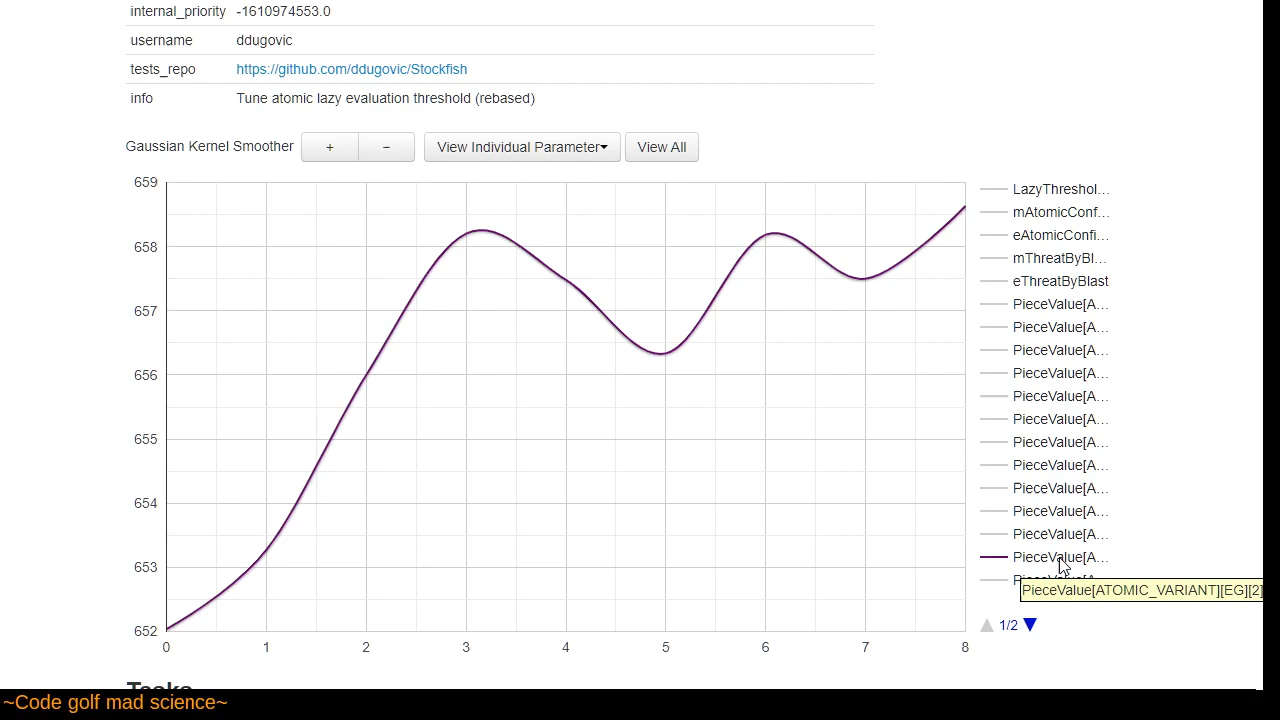 internal_priority -1610974553.0
username ddugovic
tests_repo https://github.com/ddugovic/Stockfish
info Tune atomic lazy evaluation threshold (rebased)
Gaussian Kernel Smoother + − View Individual Parameter View All
659
658
657
656
655
654
653
652
0 1 2 3 4 5 6 7 8
LazyThreshol...
mAtomicConf...
eAtomicConfi...
mThreatByBl...
eThreatByBlast
PieceValue[A...
PieceValue[A...
PieceValue[A...
PieceValue[A...
PieceValue[A...
PieceValue[A...
PieceValue[A...
PieceValue[A...
PieceValue[A...
PieceValue[A...
PieceValue[A...
PieceValue[A...
PieceValue[ATOMIC_VARIANT][EG][2]
1/2
Tasks
~Code golf mad science~